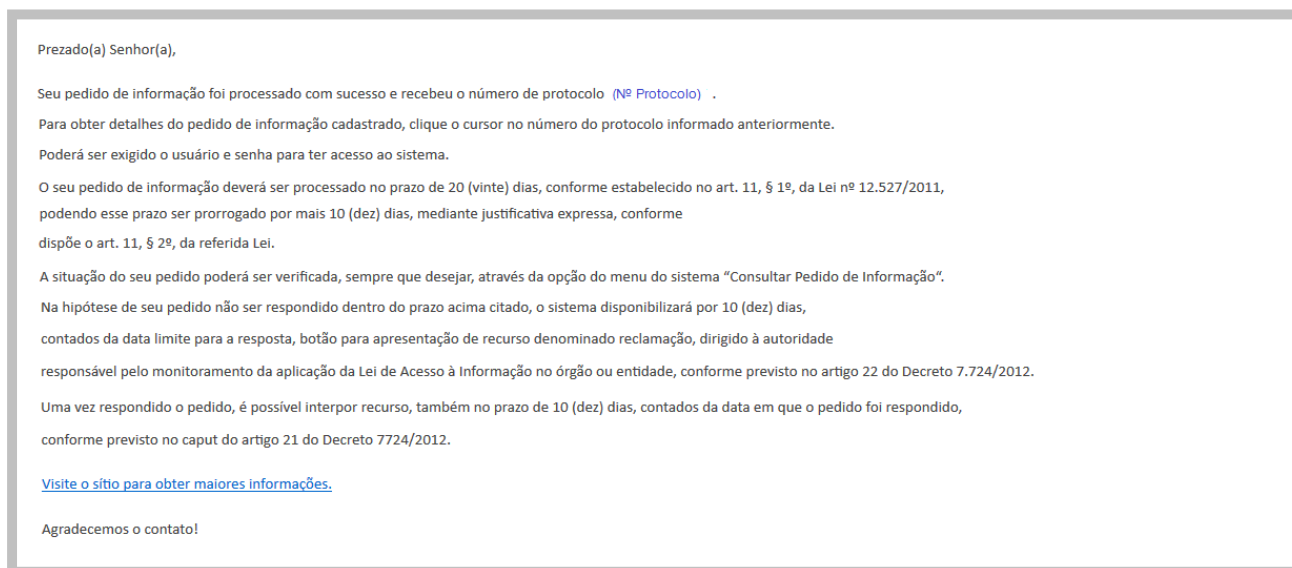 Prezado(a) Senhor(a),
Seu pedido de informação foi processado com sucesso e recebeu o número de protocolo (Nº Protocolo) .
Para obter detalhes do pedido de informação cadastrado, clique o cursor no número do protocolo informado anteriormente.
Poderá ser exigido o usuário e senha para ter acesso ao sistema.
O seu pedido de informação deverá ser processado no prazo de 20 (vinte) dias, conforme estabelecido no art. 11, § 1º, da Lei nº 12.527/2011,
podendo esse prazo ser prorrogado por mais 10 (dez) dias, mediante justificativa expressa, conforme
dispõe o art. 11, § 2º, da referida Lei.
A situação do seu pedido poderá ser verificada, sempre que desejar, através da opção do menu do sistema “Consultar Pedido de Informação“.
Na hipótese de seu pedido não ser respondido dentro do prazo acima citado, o sistema disponibilizará por 10 (dez) dias,
contados da data limite para a resposta, botão para apresentação de recurso denominado reclamação, dirigido à autoridade
responsável pelo monitoramento da aplicação da Lei de Acesso à Informação no órgão ou entidade, conforme previsto no artigo 22 do Decreto 7.724/2012.
Uma vez respondido o pedido, é possível interpor recurso, também no prazo de 10 (dez) dias, contados da data em que o pedido foi respondido,
conforme previsto no caput do artigo 21 do Decreto 7724/2012.
Visite o sítio para obter maiores informações.
Agradecemos o contato!